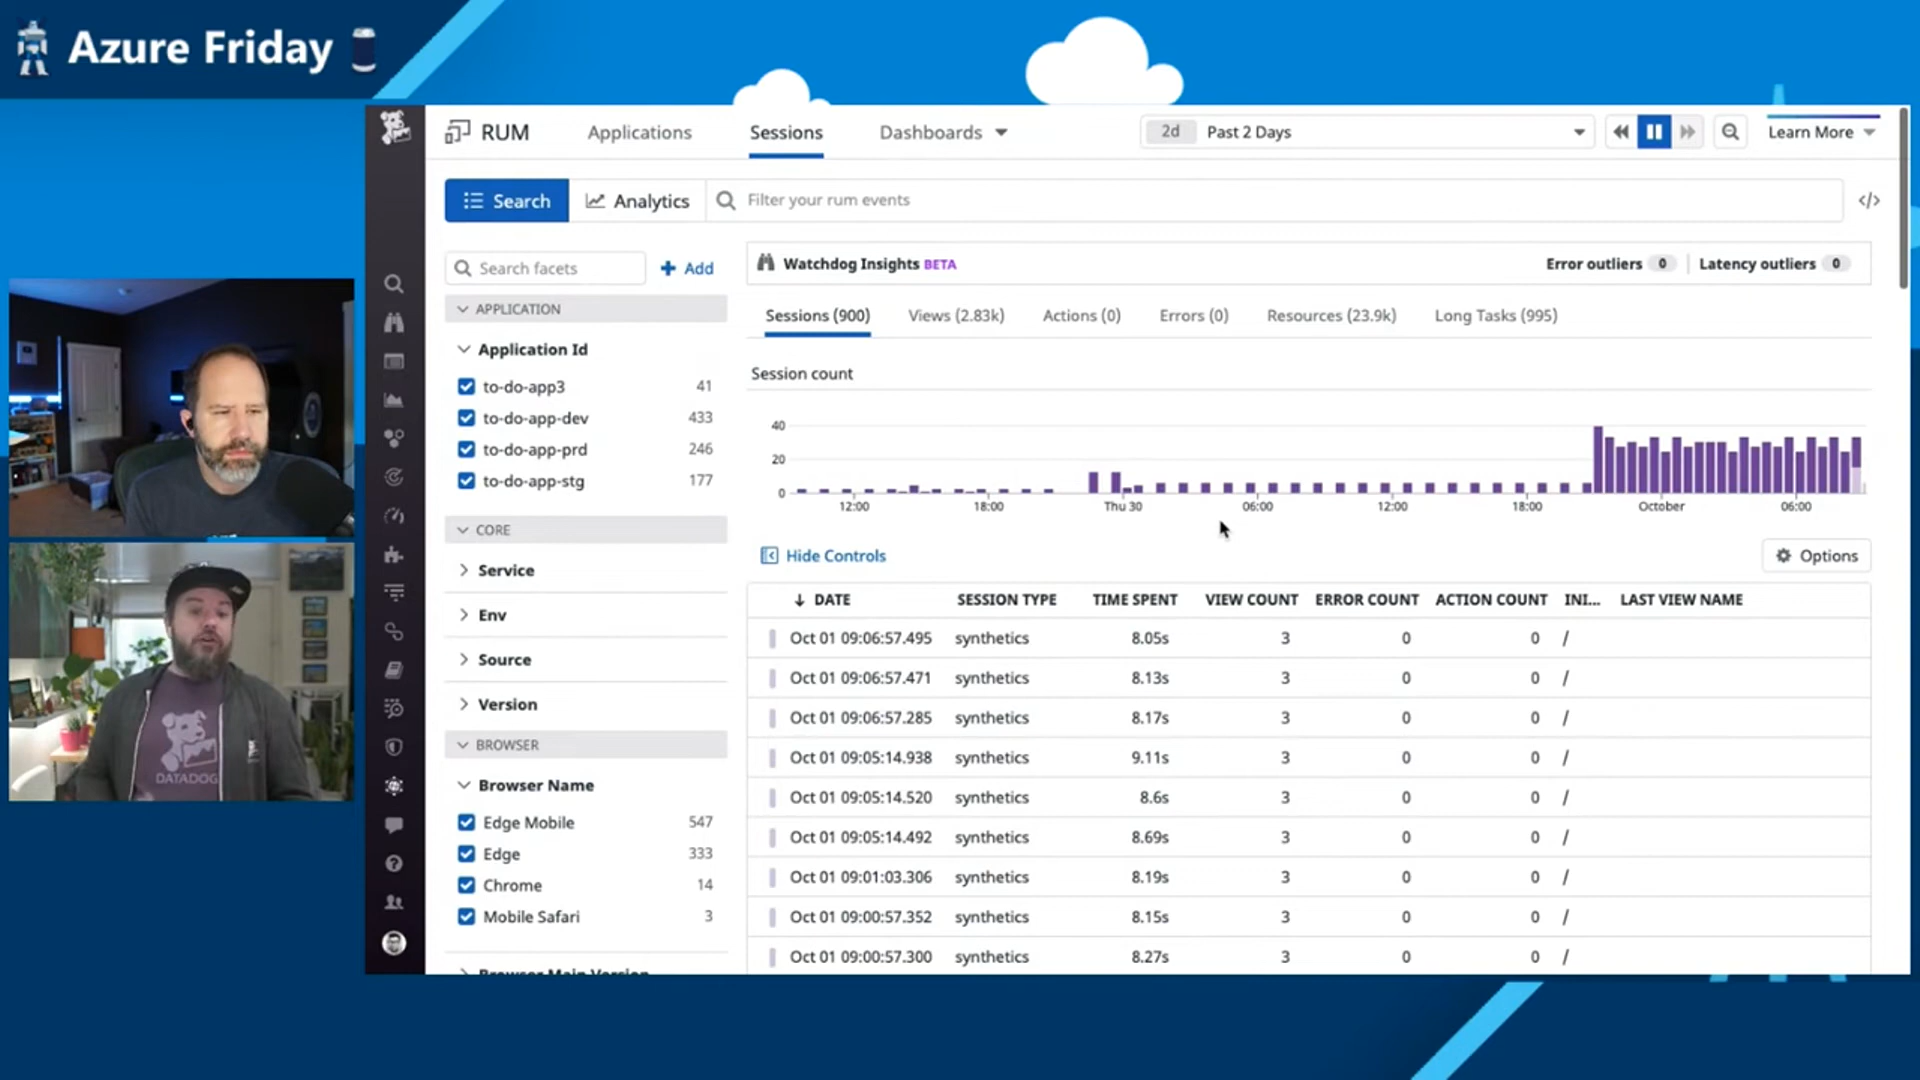 Azure Friday
RUM
Applications
Sessions
Dashboards
2d Past 2 Days
Learn More
Search
Analytics
Filter your rum events
</>
Search facets
Add
Watchdog Insights BETA
Error outliers 0
Latency outliers 0
APPLICATION
Sessions (900)
Views (2.83k)
Actions (0)
Errors (0)
Resources (23.9k)
Long Tasks (995)
Application Id
to-do-app3 41
to-do-app-dev 433
to-do-app-prd 246
to-do-app-stg 177
Session count
40
20
0
12:00 18:00 Thu 30 06:00 12:00 18:00 October 06:00
CORE
Service
Env
Source
Version
BROWSER
Browser Name
Edge Mobile 547
Edge 333
Chrome 14
Mobile Safari 3
Browser Main Version
Hide Controls
Options
DATE SESSION TYPE TIME SPENT VIEW COUNT ERROR COUNT ACTION COUNT INI... LAST VIEW NAME
Oct 01 09:06:57.495 synthetics 8.05s 3 0 0 /
Oct 01 09:06:57.471 synthetics 8.13s 3 0 0 /
Oct 01 09:06:57.285 synthetics 8.17s 3 0 0 /
Oct 01 09:05:14.938 synthetics 9.11s 3 0 0 /
Oct 01 09:05:14.520 synthetics 8.6s 3 0 0 /
Oct 01 09:05:14.492 synthetics 8.69s 3 0 0 /
Oct 01 09:01:03.306 synthetics 8.19s 3 0 0 /
Oct 01 09:00:57.352 synthetics 8.15s 3 0 0 /
Oct 01 09:00:57.300 synthetics 8.27s 3 0 0 /
DATADOG